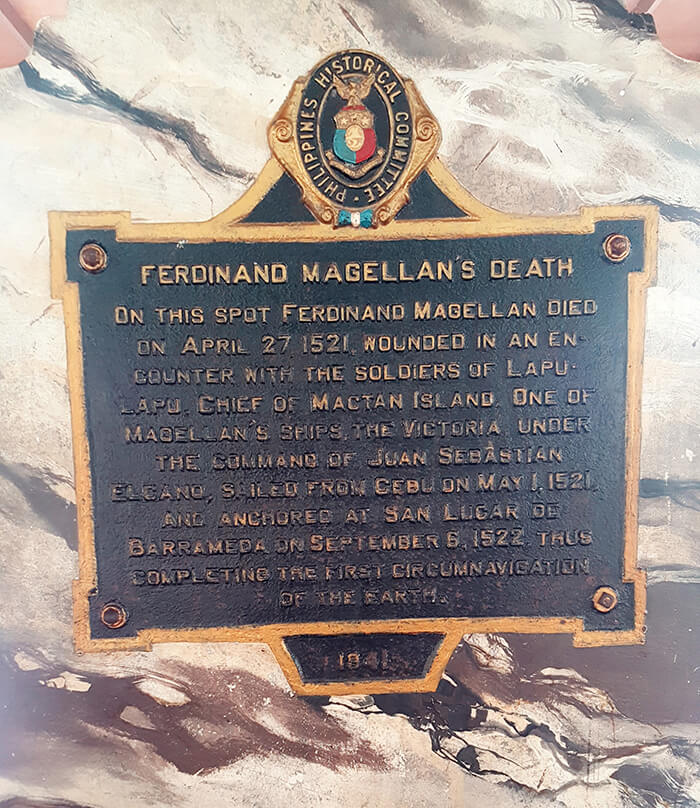 PHILIPPINES HISTORICAL COMMITTEE
FERDINAND MAGELLAN'S DEATH
ON THIS SPOT FERDINAND MAGELLAN DIED
ON APRIL 27, 1521, WOUNDED IN AN EN-
COUNTER WITH THE SOLDIERS OF LAPU-
LAPU, CHIEF OF MACTAN ISLAND. ONE OF
MAGELLAN'S SHIPS, THE VICTORIA, UNDER
THE COMMAND OF JUAN SEBASTIAN
ELCANO, SAILED FROM CEBU ON MAY 1, 1521,
AND ANCHORED AT SAN LUCAR DE
BARRAMEDA ON SEPTEMBER 6, 1522, THUS
COMPLETING THE FIRST CIRCUMNAVIGATION
OF THE EARTH.
1941